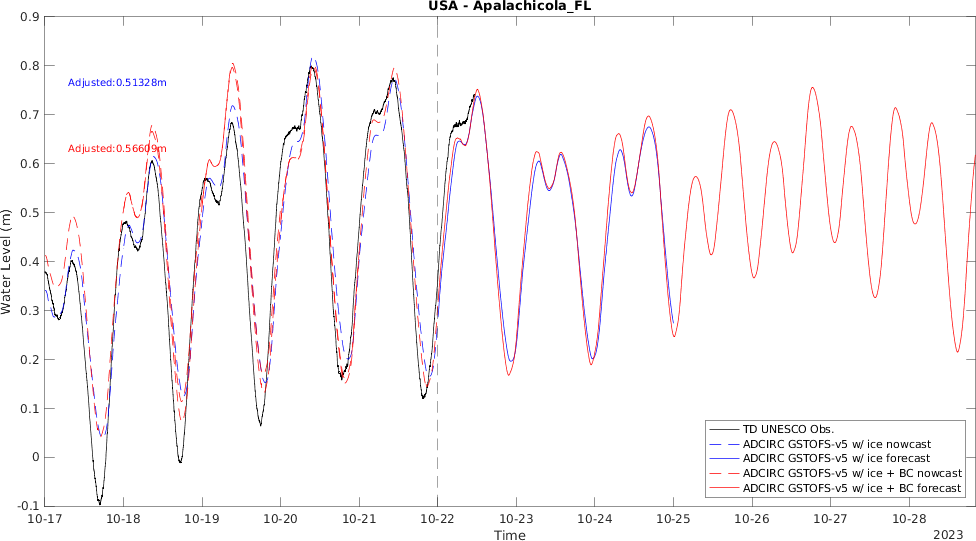 USA - Apalachicola_FL
0.9
0.8
0.7
0.6
0.5
0.4
0.3
0.2
0.1
0
-0.1
Water Level (m)
Adjusted:0.51328m
Adjusted:0.56609m
TD UNESCO Obs.
ADCIRC GSTOFS-v5 w/ ice nowcast
ADCIRC GSTOFS-v5 w/ ice forecast
ADCIRC GSTOFS-v5 w/ ice + BC nowcast
ADCIRC GSTOFS-v5 w/ ice + BC forecast
10-17 10-18 10-19 10-20 10-21 10-22 10-23 10-24 10-25 10-26 10-27 10-28
Time
2023